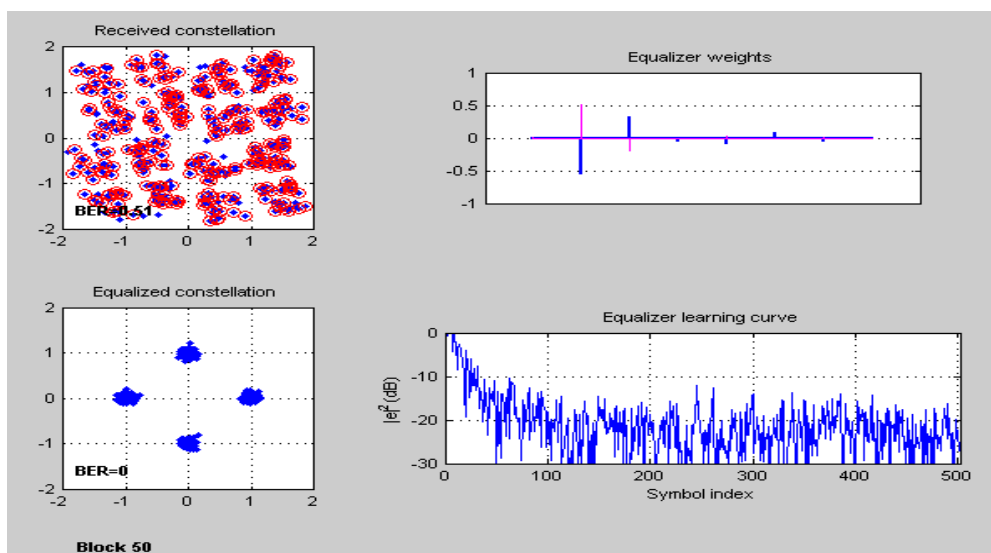 Received constellation
2
1
0
-1
-2
BER=0.51
-2 -1 0 1 2
Equalizer weights
1
0.5
0
-0.5
-1
Equalized constellation
2
1
0
-1
-2
BER=0
-2 -1 0 1 2
Equalizer learning curve
0
-10
-20
-30
|e|² (dB)
0 100 200 300 400 500
Symbol index
Block 50